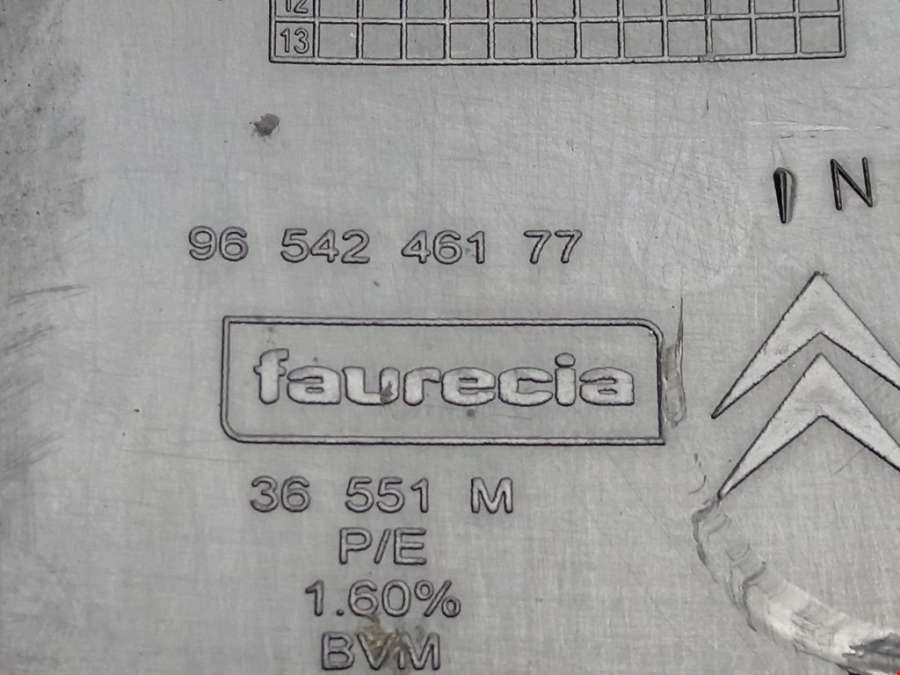 12
13
IN
96 542 461 77
faurecia
36 551 M
P/E
1.60%
BVM